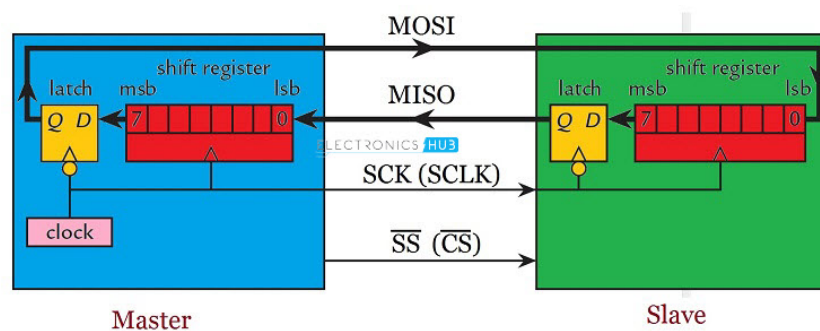 MOSI
shift register
latch msb lsb
Q D 7 0
MISO
shift register
latch msb lsb
Q D 7 0
ELECTRONICS HUB
SCK (SCLK)
clock
SS (CS)
Master
Slave